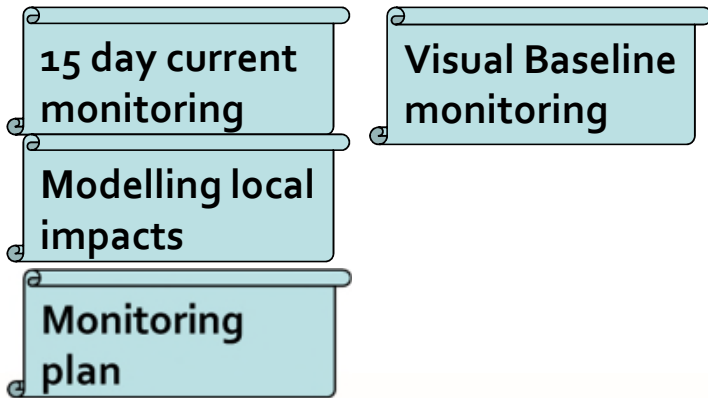 15 day current
monitoring
Modelling local
impacts
Monitoring
plan
Visual Baseline
monitoring